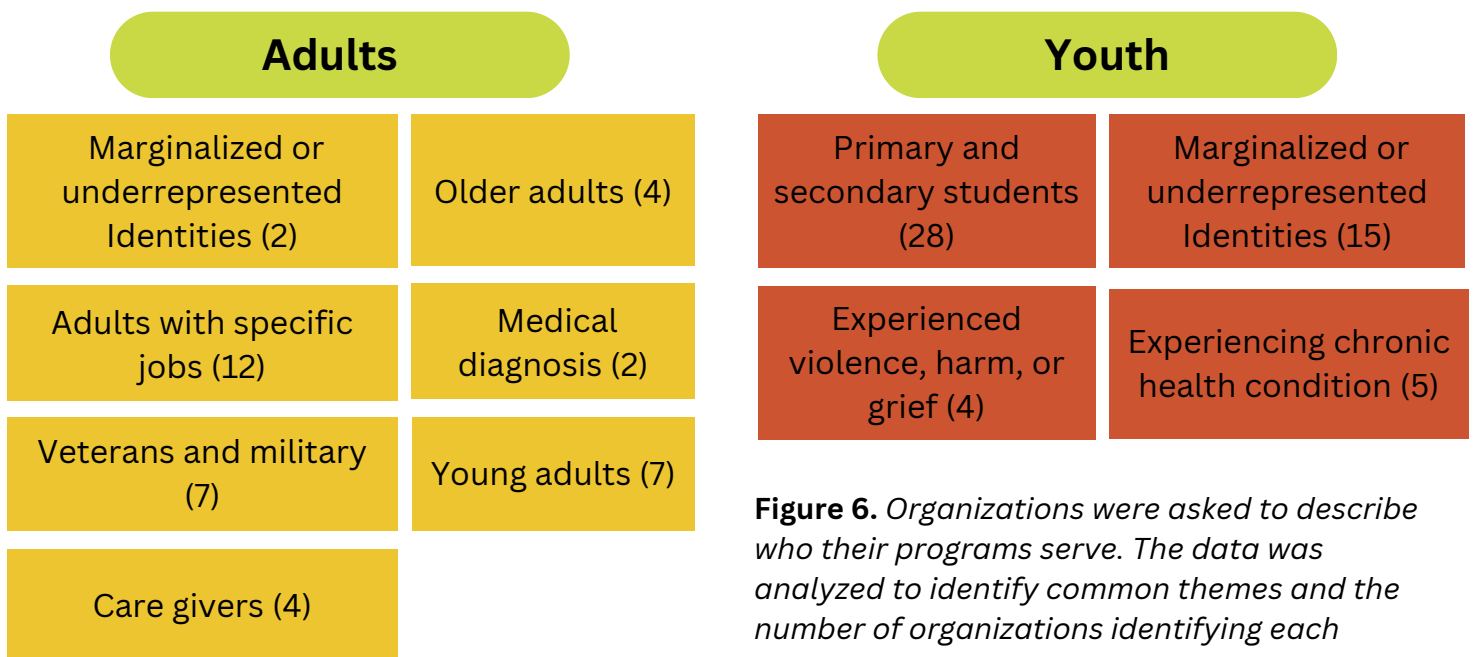 Adults
Marginalized or
underrepresented
Identities (2)
Older adults (4)
Adults with specific
jobs (12)
Medical
diagnosis (2)
Veterans and military
(7)
Young adults (7)
Care givers (4)
Youth
Primary and
secondary students
(28)
Marginalized or
underrepresented
Identities (15)
Experienced
violence, harm, or
grief (4)
Experiencing chronic
health condition (5)
Figure 6. Organizations were asked to describe
who their programs serve. The data was
analyzed to identify common themes and the
number of organizations identifying each